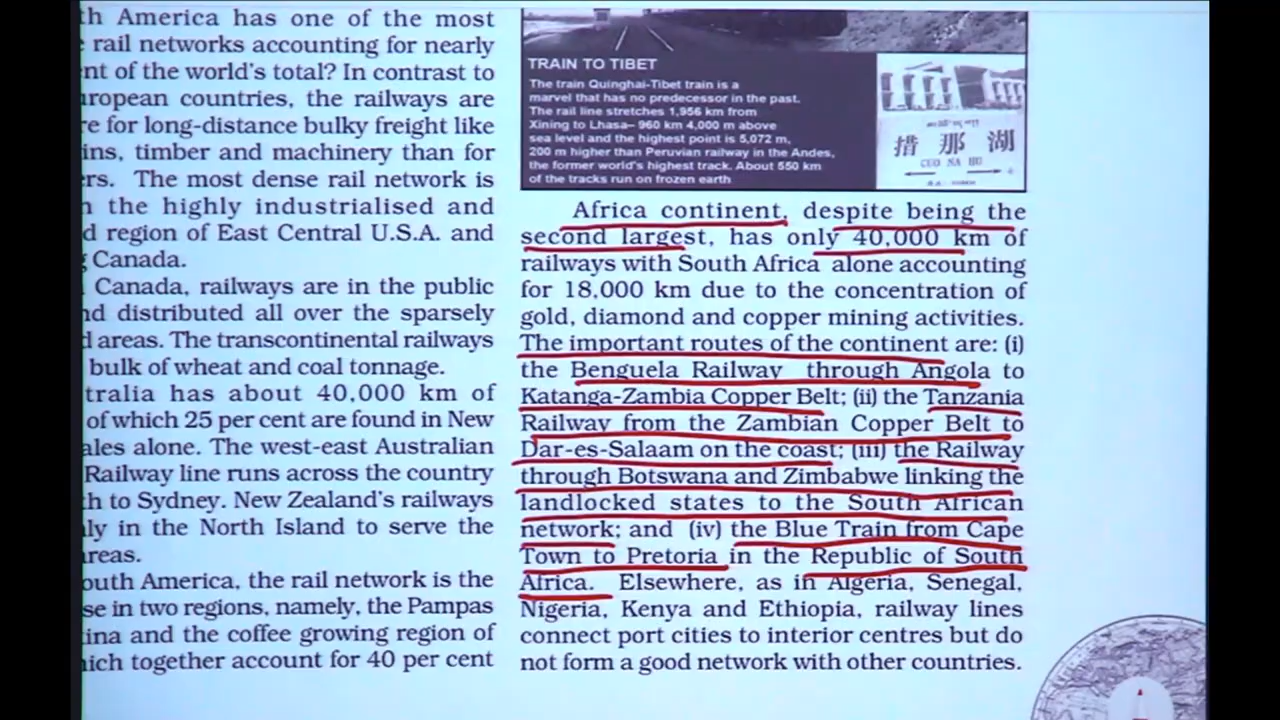 th America has one of the most
rail networks accounting for nearly
nt of the world's total? In contrast to
uropean countries, the railways are
re for long-distance bulky freight like
ins, timber and machinery than for
rs. The most dense rail network is
n the highly industrialised and
d region of East Central U.S.A. and
g Canada.
Canada, railways are in the public
nd distributed all over the sparsely
d areas. The transcontinental railways
bulk of wheat and coal tonnage.
tralia has about 40,000 km of
of which 25 per cent are found in New
ales alone. The west-east Australian
Railway line runs across the country
th to Sydney. New Zealand's railways
ly in the North Island to serve the
areas.
outh America, the rail network is the
se in two regions, namely, the Pampas
tina and the coffee growing region of
hich together account for 40 per cent
TRAIN TO TIBET
The train Quinghai-Tibet train is a
marvel that has no predecessor in the past.
The rail line stretches 1,956 km from
Xining to Lhasa– 960 km 4,000 m above
sea level and the highest point is 5,072 m,
200 m higher than Peruvian railway in the Andes,
the former world's highest track. About 550 km
of the tracks run on frozen earth
措 那 湖
CUO NA HU
Africa continent, despite being the
second largest, has only 40,000 km of
railways with South Africa alone accounting
for 18,000 km due to the concentration of
gold, diamond and copper mining activities.
The important routes of the continent are: (i)
the Benguela Railway through Angola to
Katanga-Zambia Copper Belt; (ii) the Tanzania
Railway from the Zambian Copper Belt to
Dar-es-Salaam on the coast; (iii) the Railway
through Botswana and Zimbabwe linking the
landlocked states to the South African
network; and (iv) the Blue Train from Cape
Town to Pretoria in the Republic of South
Africa. Elsewhere, as in Algeria, Senegal,
Nigeria, Kenya and Ethiopia, railway lines
connect port cities to interior centres but do
not form a good network with other countries.